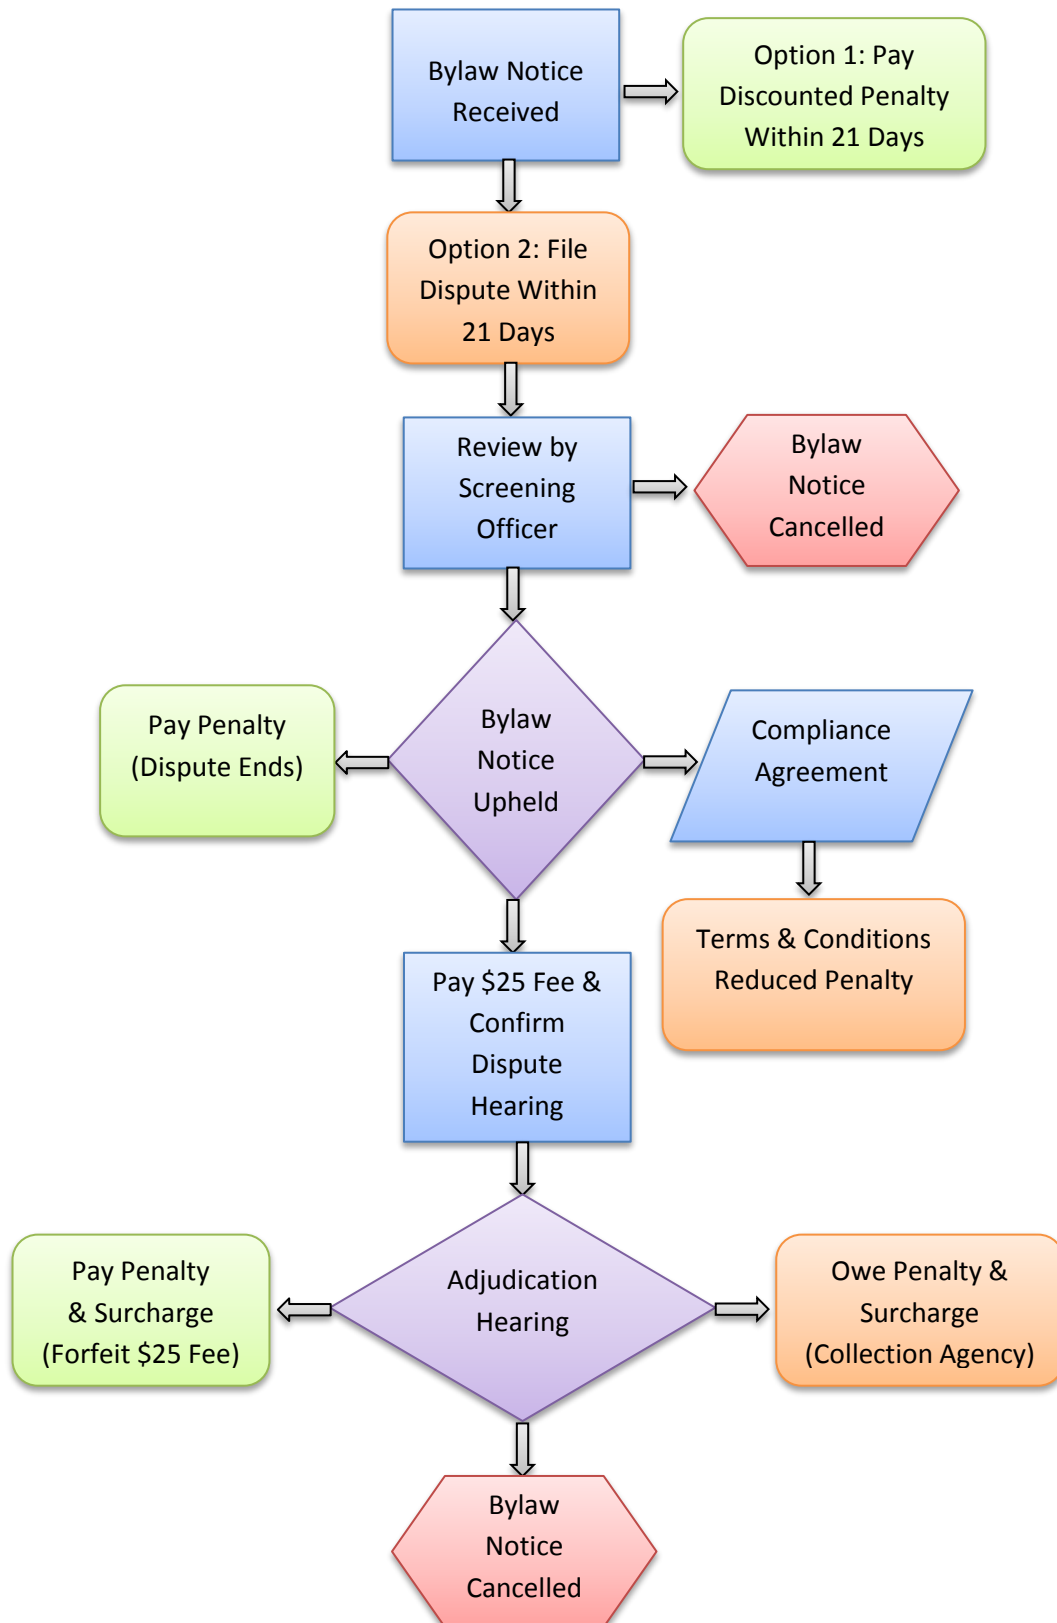 Bylaw Notice
Received
Option 1: Pay
Discounted Penalty
Within 21 Days
Option 2: File
Dispute Within
21 Days
Review by
Screening
Officer
Bylaw
Notice
Cancelled
Pay Penalty
(Dispute Ends)
Bylaw
Notice
Upheld
Compliance
Agreement
Terms & Conditions
Reduced Penalty
Pay $25 Fee &
Confirm
Dispute
Hearing
Pay Penalty
& Surcharge
(Forfeit $25 Fee)
Adjudication
Hearing
Owe Penalty &
Surcharge
(Collection Agency)
Bylaw
Notice
Cancelled